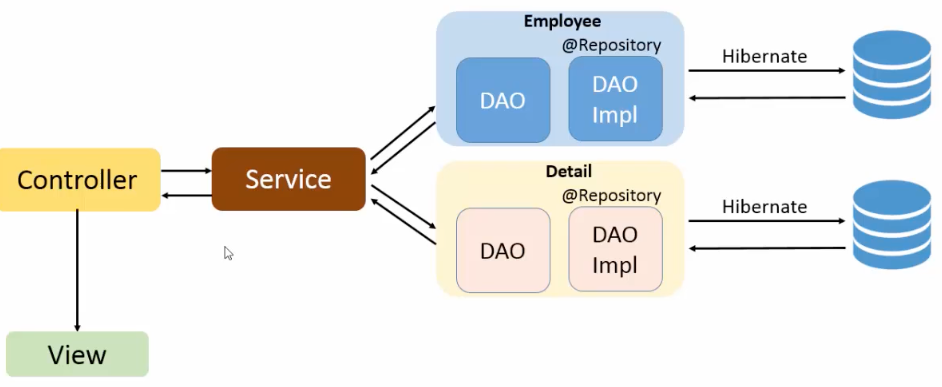 Employee
@Repository
DAO
DAO
Impl
Hibernate
Controller
Service
Detail
@Repository
DAO
DAO
Impl
Hibernate
View